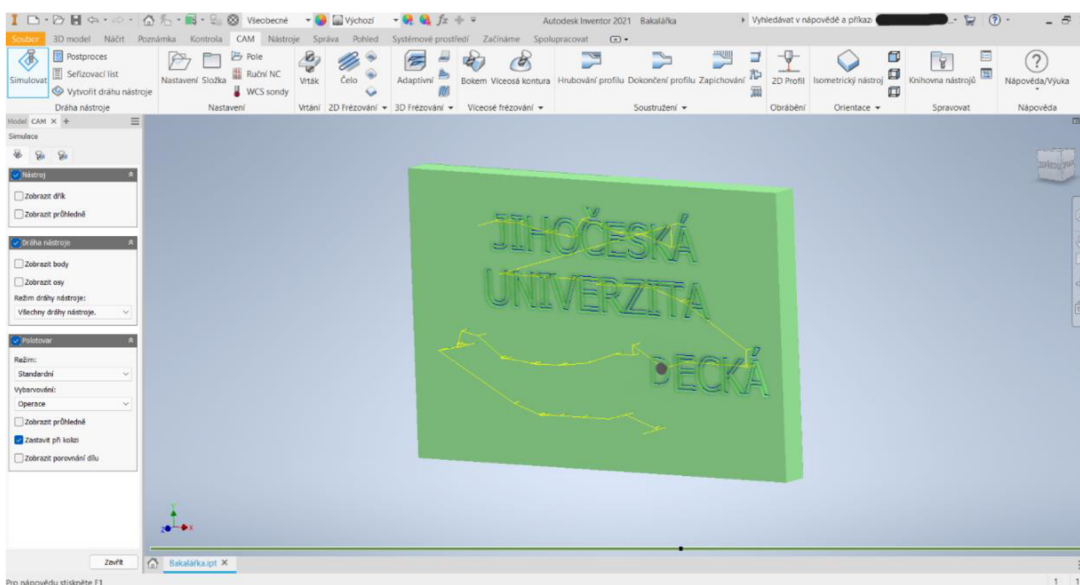 Všeobecné
Výchozí
Autodesk Inventor 2021 Bakalářka
Vyhledávat v nápovědě a příkaz
Soubor 3D model Náčrt Poznámka Kontrola CAM Nástroje Správa Pohled Systémové prostředí Začínáme Spolupracovat
Simulovat
Postproces
Seřizovací list
Vytvořit dráhu nástroje
Nastavení Složka
Pole
Ruční NC
WCS sondy
Vrták Čelo Adaptivní Bokem Víceosá kontura Hrubování profilu Dokončení profilu Zapichování 2D Profil Isometrický nástroj Knihovna nástrojů Nápověda/Výuka
Dráha nástroje Nastavení Vrtání 2D Frézování 3D Frézování Víceosé frézování Soustružení Obrábění Orientace Spravovat Nápověda
Model CAM × +
Simulace
Nástroj
Zobrazit dřík
Zobrazit průhledně
Dráha nástroje
Zobrazit body
Zobrazit osy
Režim dráhy nástroje:
Všechny dráhy nástroje.
Polotovar
Režim:
Standardní
Vybarvování:
Operace
Zobrazit průhledně
Zastavit při kolizi
Zobrazit porovnání dílu
Zavřít
JIHOČESKÁ
UNIVERZITA
DECKÁ
Y
Z X
Bakalářka.ipt ×
Pro nápovědu stiskněte F1
1